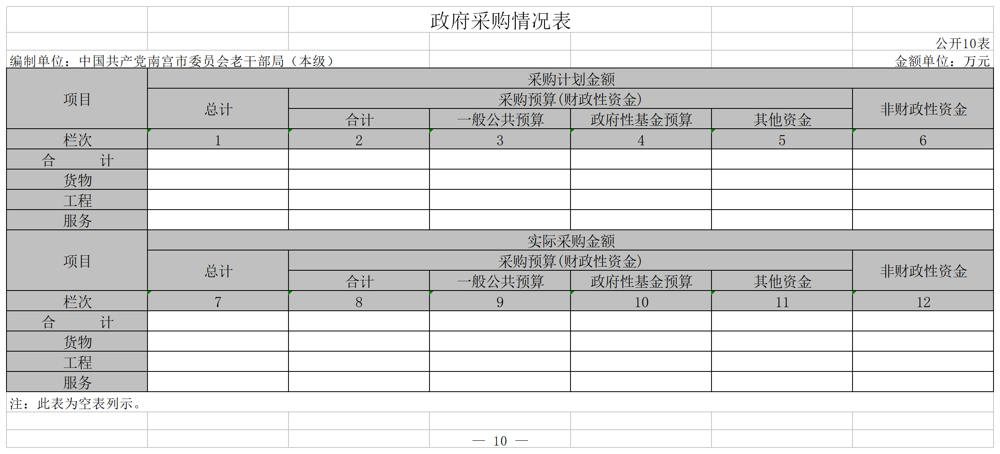 政府采购情况表
公开10表
编制单位：中国共产党南宫市委员会老干部局（本级）
金额单位：万元
项目
采购计划金额
总计
采购预算(财政性资金)
非财政性资金
合计
一般公共预算
政府性基金预算
其他资金
栏次 1 2 3 4 5 6
合 计
货物
工程
服务
项目
实际采购金额
总计
采购预算(财政性资金)
非财政性资金
合计
一般公共预算
政府性基金预算
其他资金
栏次 7 8 9 10 11 12
合 计
货物
工程
服务
注：此表为空表列示。
— 10 —